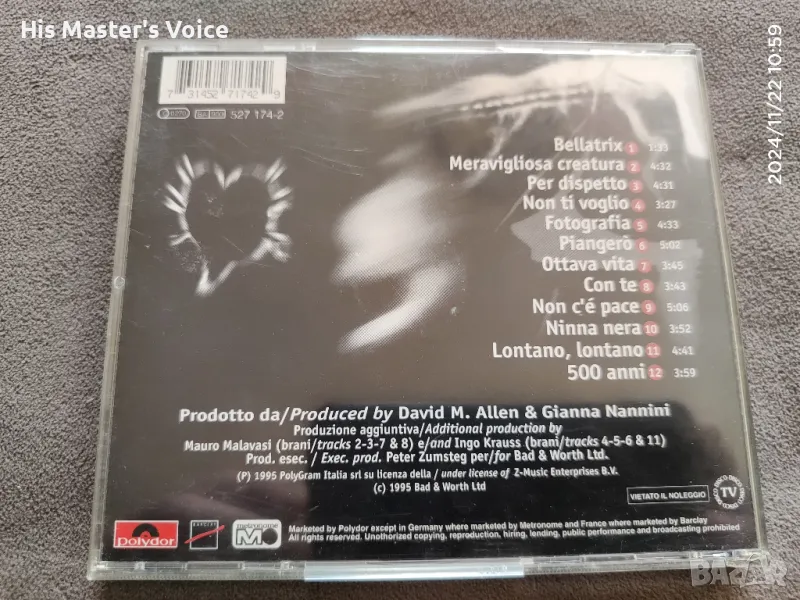 His Master's Voice
2024/11/22 10:59
7 31452 71742 9
527 174-2
Bellatrix 1 1:33
Meravigliosa creatura 2 4:32
Per dispetto 3 4:31
Non ti voglio 4 3:27
Fotografia 5 4:33
Piangerò 6 5:02
Ottava vita 7 3:45
Con te 8 3:43
Non c'é pace 9 5:06
Ninna nera 10 3:52
Lontano, lontano 11 4:41
500 anni 12 3:59
Prodotto da/Produced by David M. Allen & Gianna Nannini
Produzione aggiuntiva/Additional production by
Mauro Malavasi (brani/tracks 2-3-7 & 8) e/and Ingo Krauss (brani/tracks 4-5-6 & 11)
Prod. esec. / Exec. prod. Peter Zumsteg per/for Bad & Worth Ltd.
(P) 1995 PolyGram Italia srl su licenza della / under license of Z-Music Enterprises B.V.
(c) 1995 Bad & Worth Ltd
VIETATO IL NOLEGGIO
TV
Polydor
metronome
Marketed by Polydor except in Germany where marketed by Metronome and France where marketed by Barclay
All rights reserved. Unothorized copying, reproduction, hiring, lending, public performance and broadcasting prohibited
BAZAR